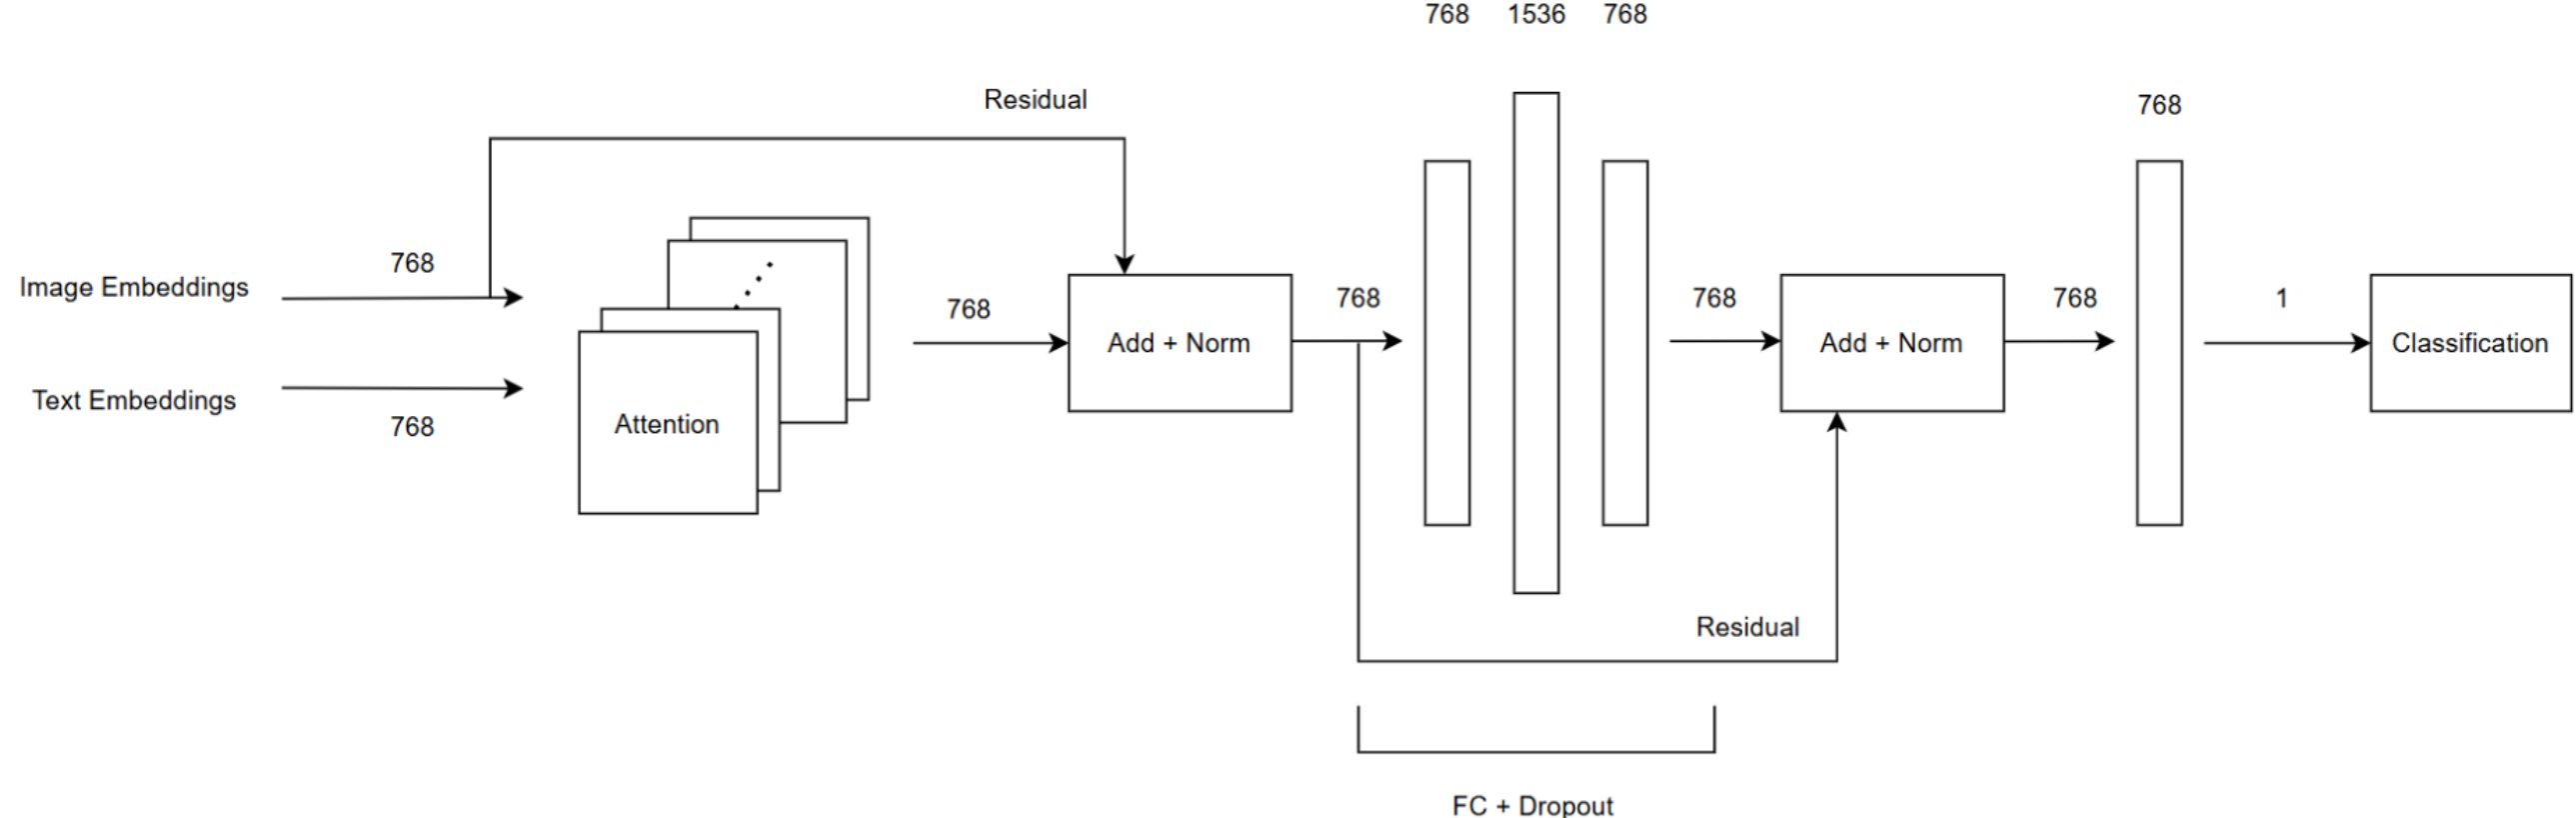 768 1536 768
Residual
768
768
Image Embeddings
768
768
768
768
1
Add + Norm
Add + Norm
Classification
Text Embeddings
768
Attention
Residual
FC + Dropout